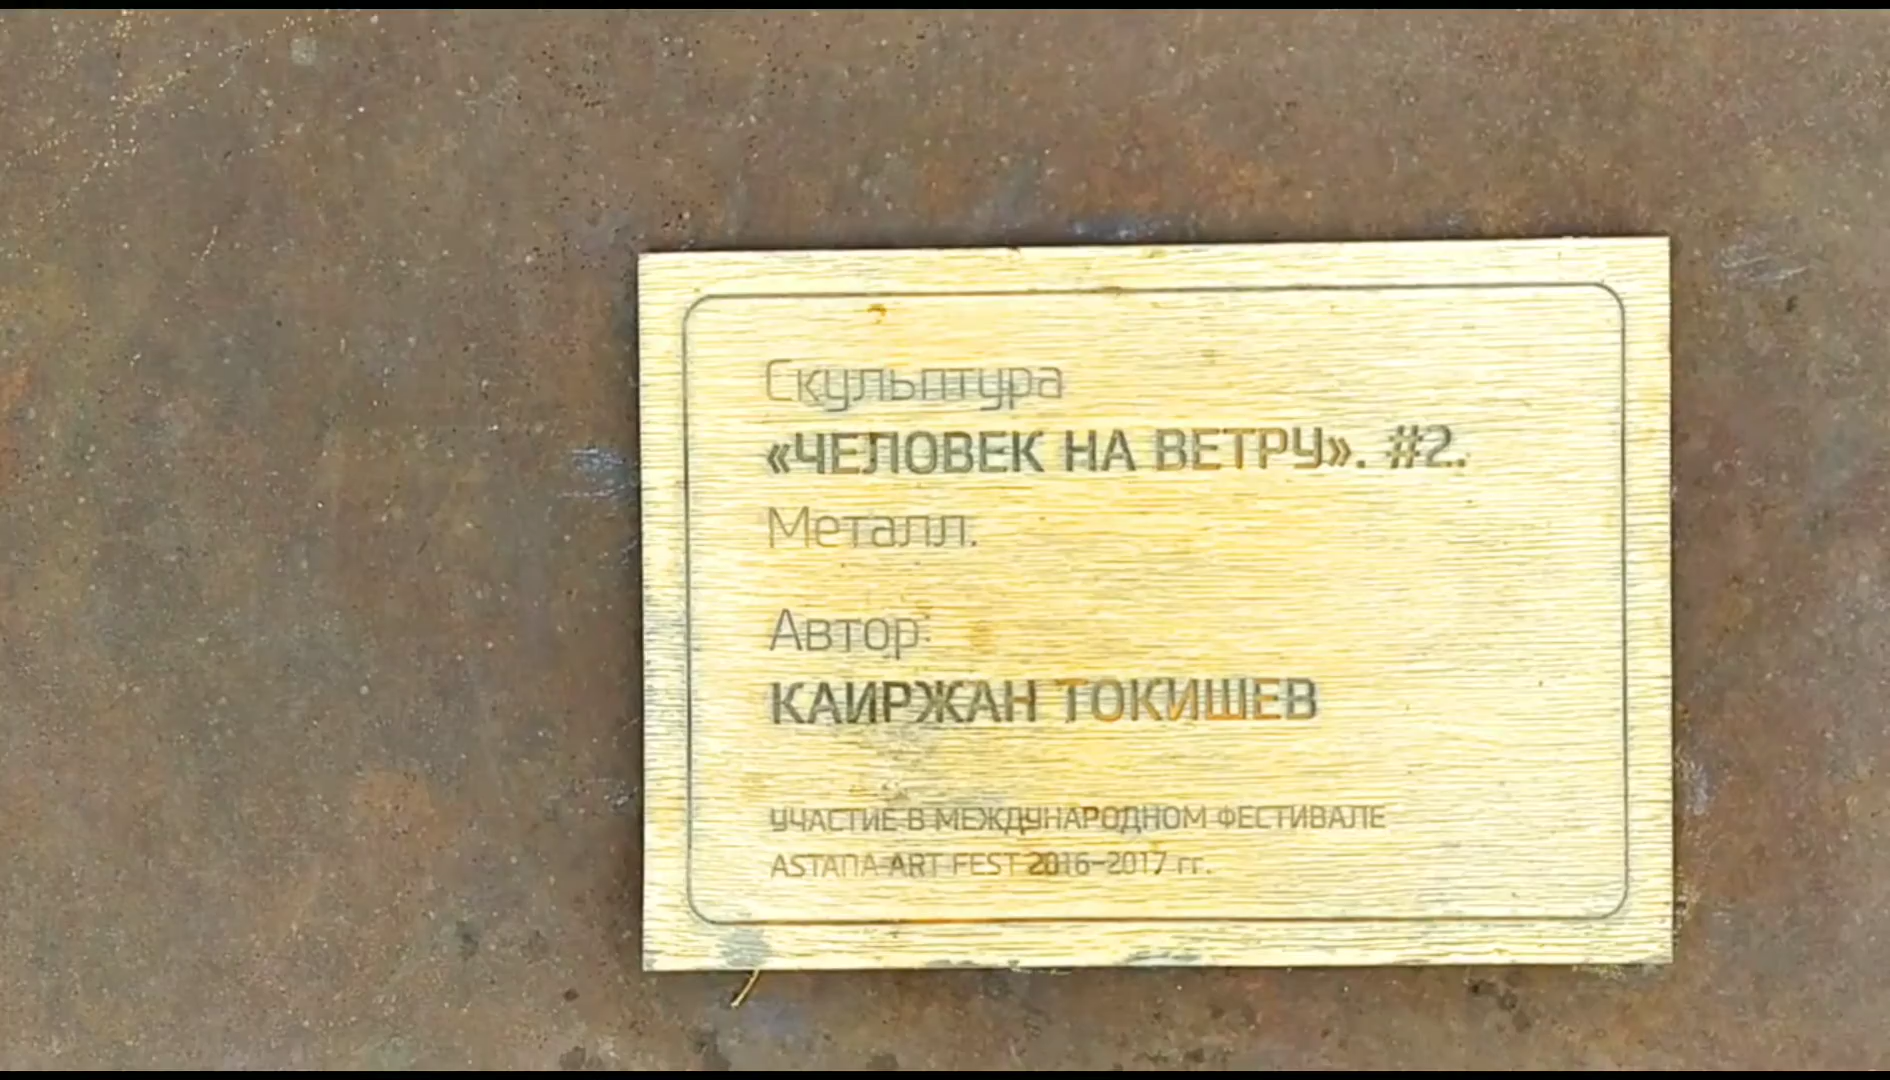 Скульптура
«ЧЕЛОВЕК НА ВЕТРУ». #2.
Металл.
Автор:
КАИРЖАН ТОКИШЕВ
УЧАСТИЕ В МЕЖДУНАРОДНОМ ФЕСТИВАЛЕ
ASTANA ART FEST 2016-2017 гг.